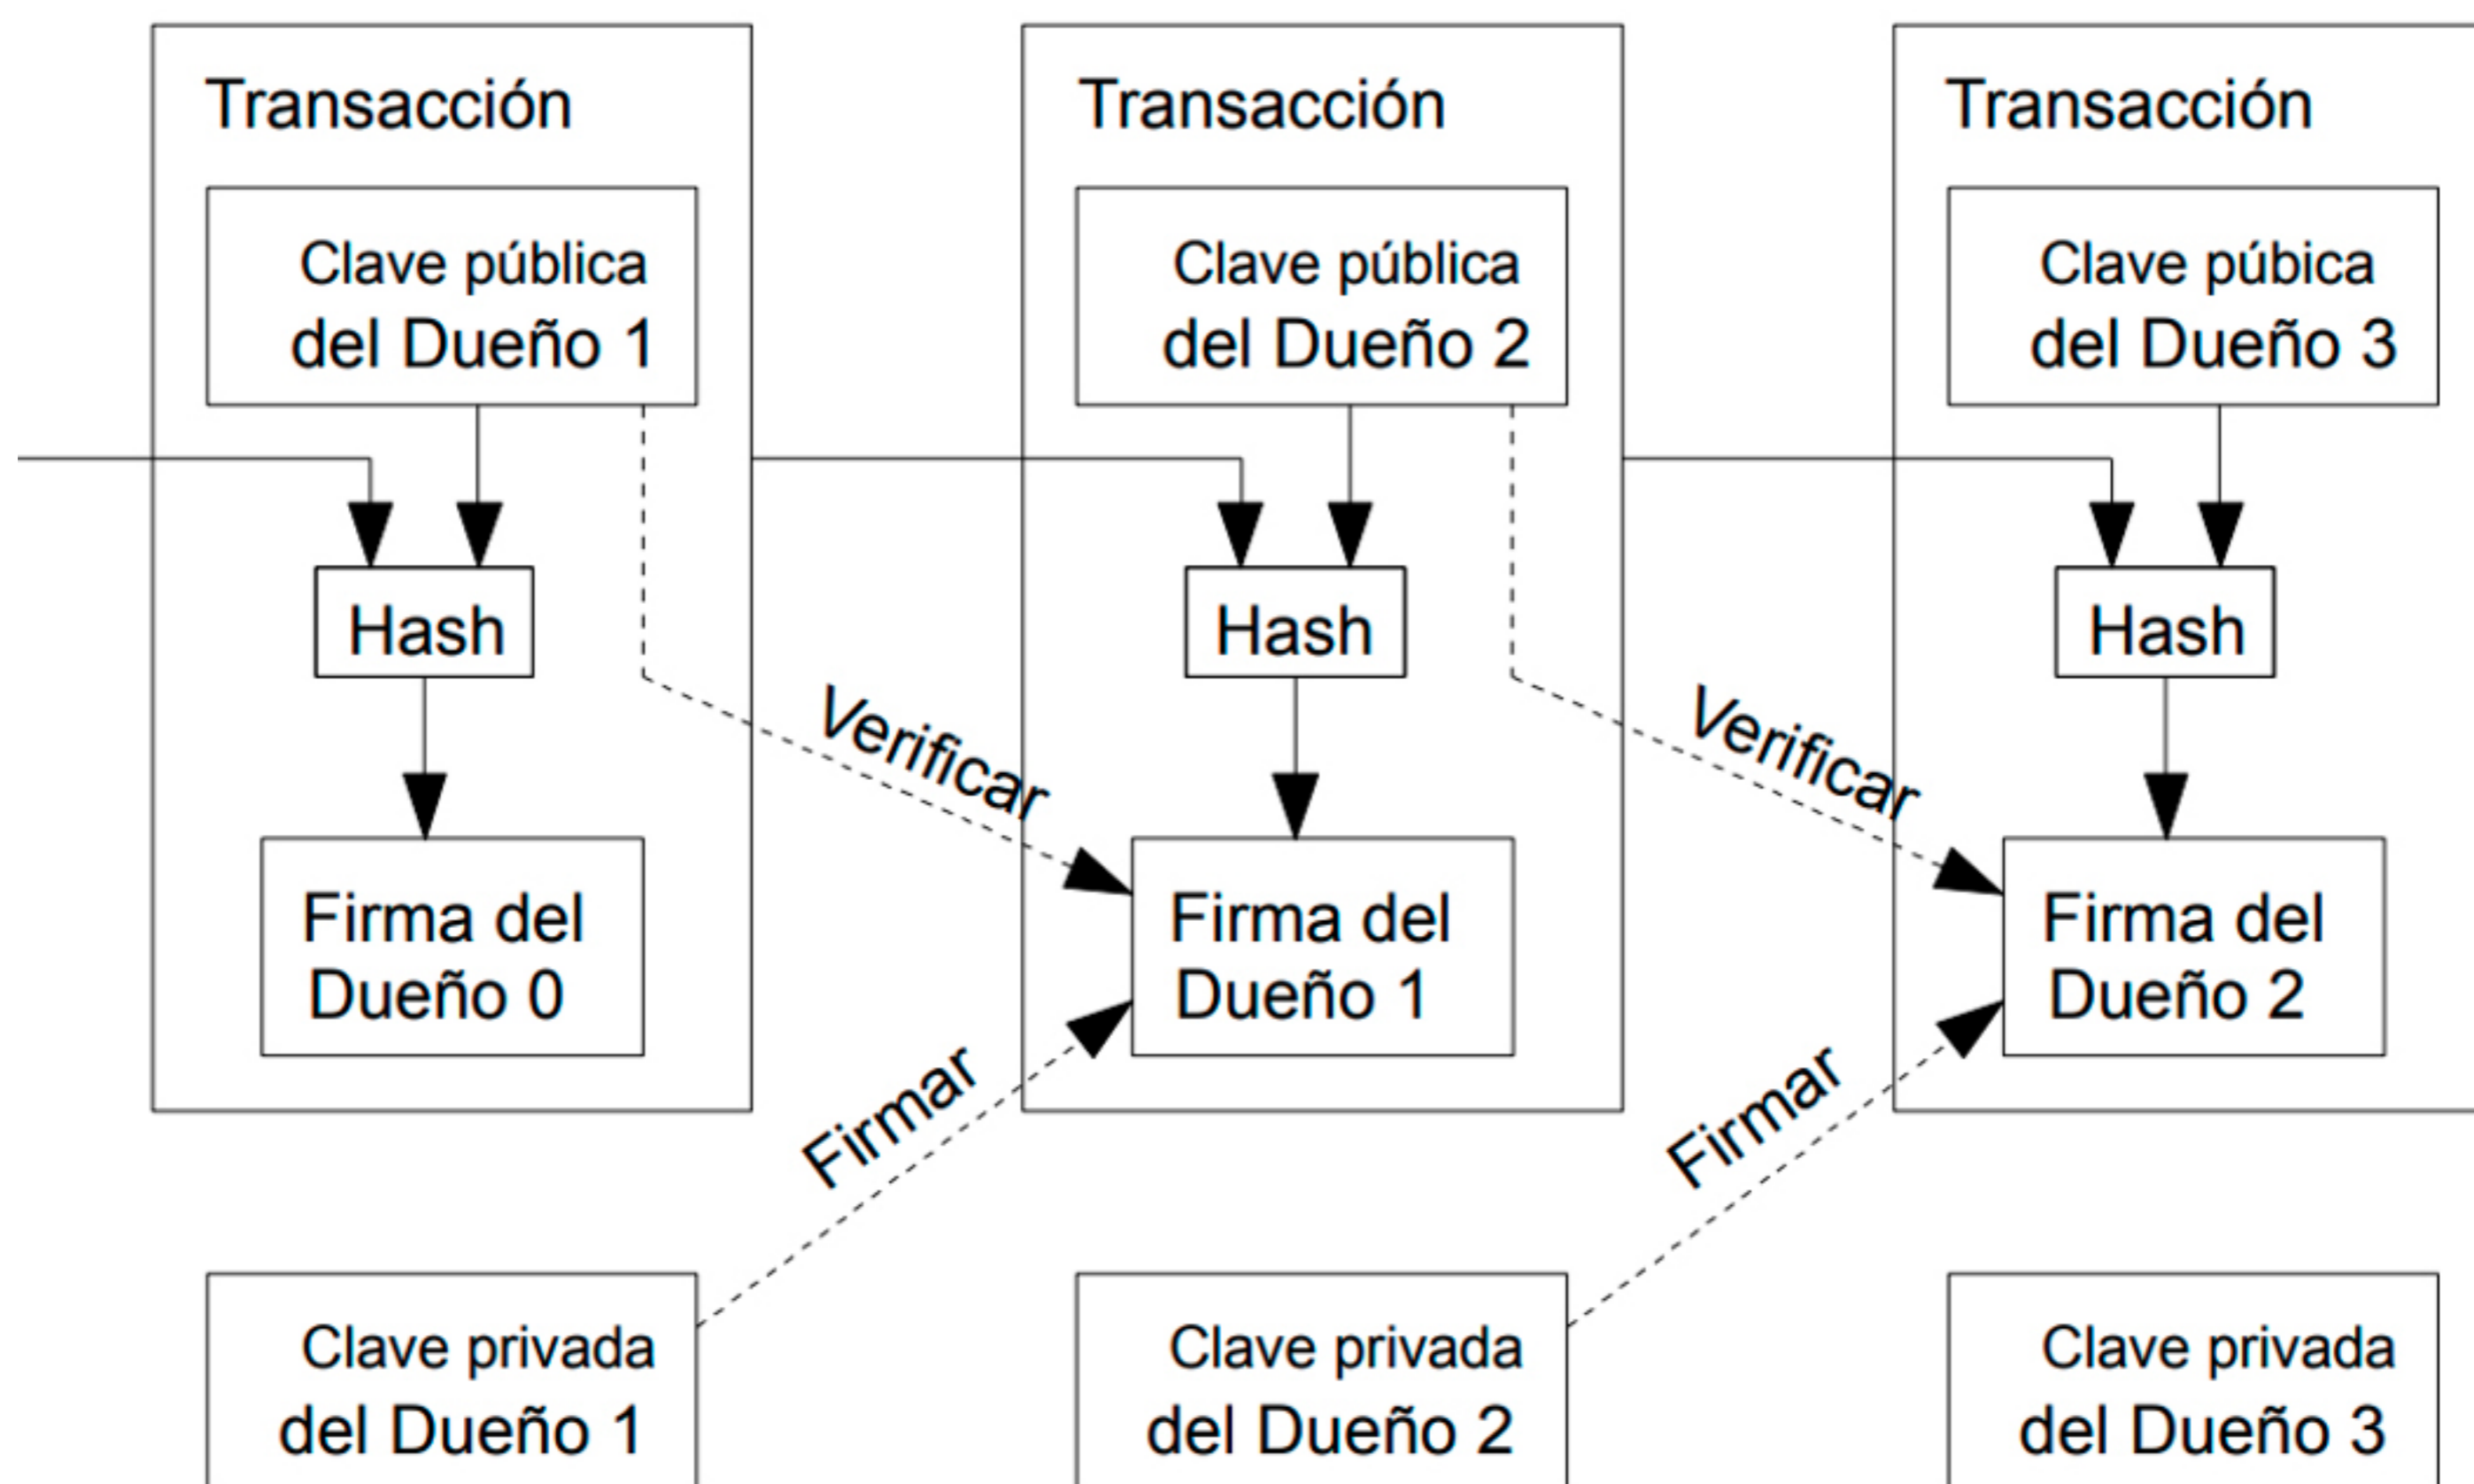 Transacción
Clave pública
del Dueño 1
Hash
Firma del
Dueño 0
Transacción
Clave pública
del Dueño 2
Hash
Firma del
Dueño 1
Transacción
Clave púbica
del Dueño 3
Hash
Firma del
Dueño 2
Verificar
Verificar
Firmar
Firmar
Clave privada
del Dueño 1
Clave privada
del Dueño 2
Clave privada
del Dueño 3